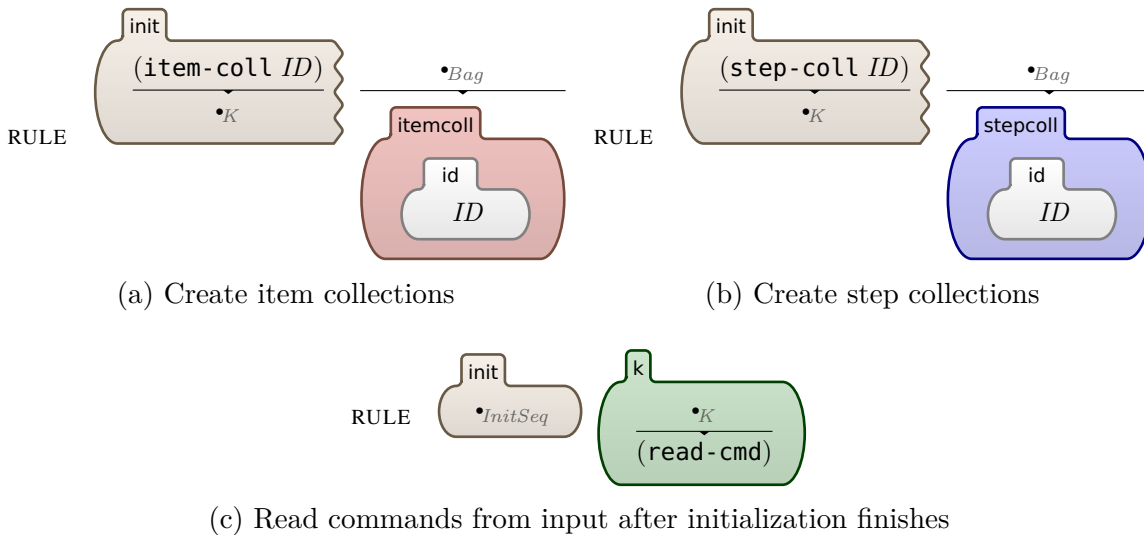 init
(item-coll ID)
•K
•Bag
RULE
itemcoll
id
ID
(a) Create item collections
init
(step-coll ID)
•K
•Bag
RULE
stepcoll
id
ID
(b) Create step collections
RULE
init
•InitSeq
k
•K
(read-cmd)
(c) Read commands from input after initialization finishes